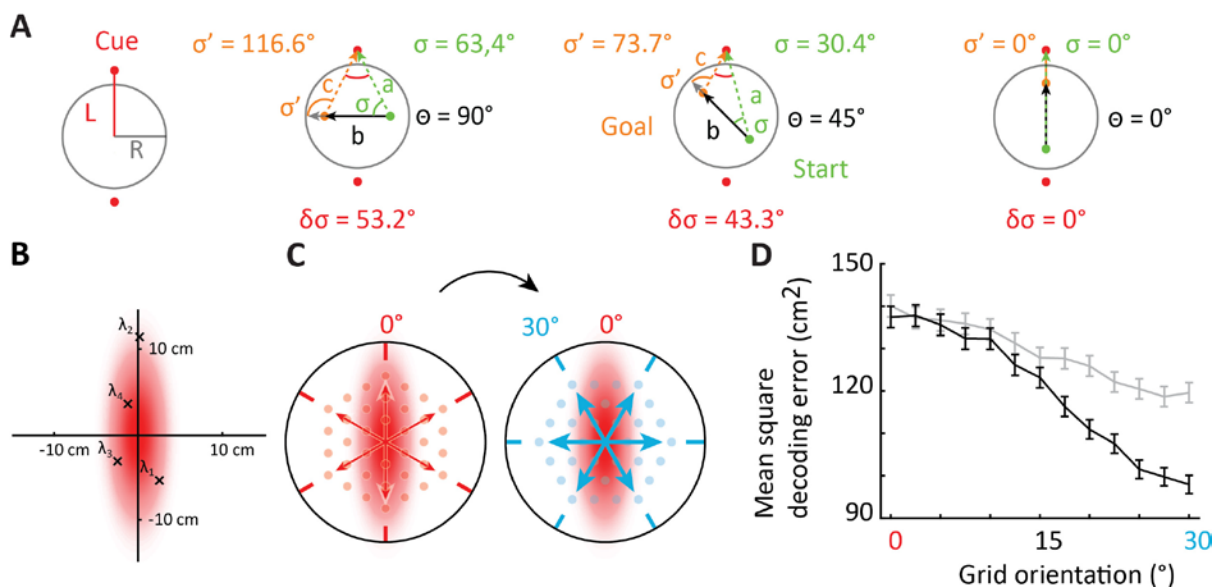 A
Cue
L
R
σ' = 116.6°
σ = 63,4°
c
a
σ'
σ
b
Θ = 90°
δσ = 53.2°
σ' = 73.7°
σ = 30.4°
c
σ'
a
Goal
b
σ
Θ = 45°
Start
δσ = 43.3°
σ' = 0°
σ = 0°
Θ = 0°
δσ = 0°
B
λ2
10 cm
λ4
-10 cm
10 cm
λ3
λ1
-10 cm
C
0°
30°
0°
D
Mean square
decoding error (cm²)
150
120
90
0
15
30
Grid orientation (°)